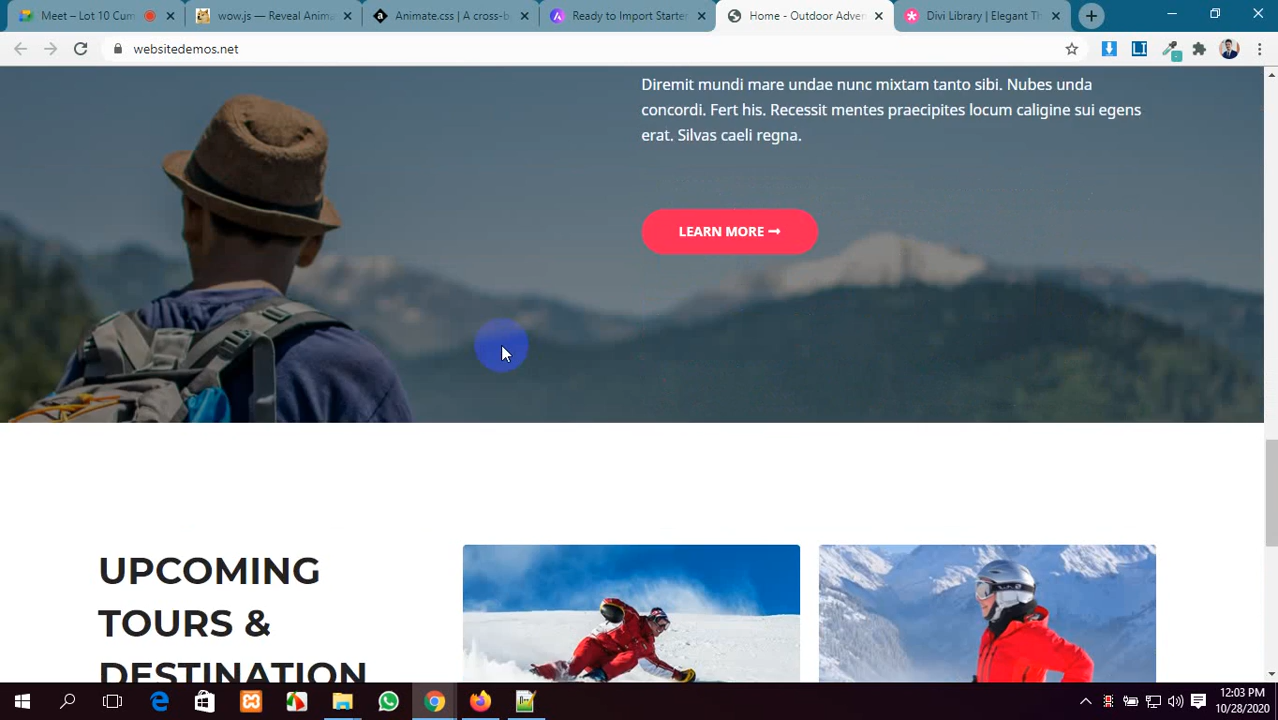 Meet – Lot 10 Cum
wow.js — Reveal Anima
Animate.css | A cross-b
Ready to Import Starte
Home - Outdoor Adven
Divi Library | Elegant Th
websitedemos.net
Diremit mundi mare undae nunc mixtam tanto sibi. Nubes unda
concordi. Fert his. Recessit mentes praecipites locum caligine sui egens
erat. Silvas caeli regna.
LEARN MORE
UPCOMING
TOURS &
DESTINATION
12:03 PM
10/28/2020